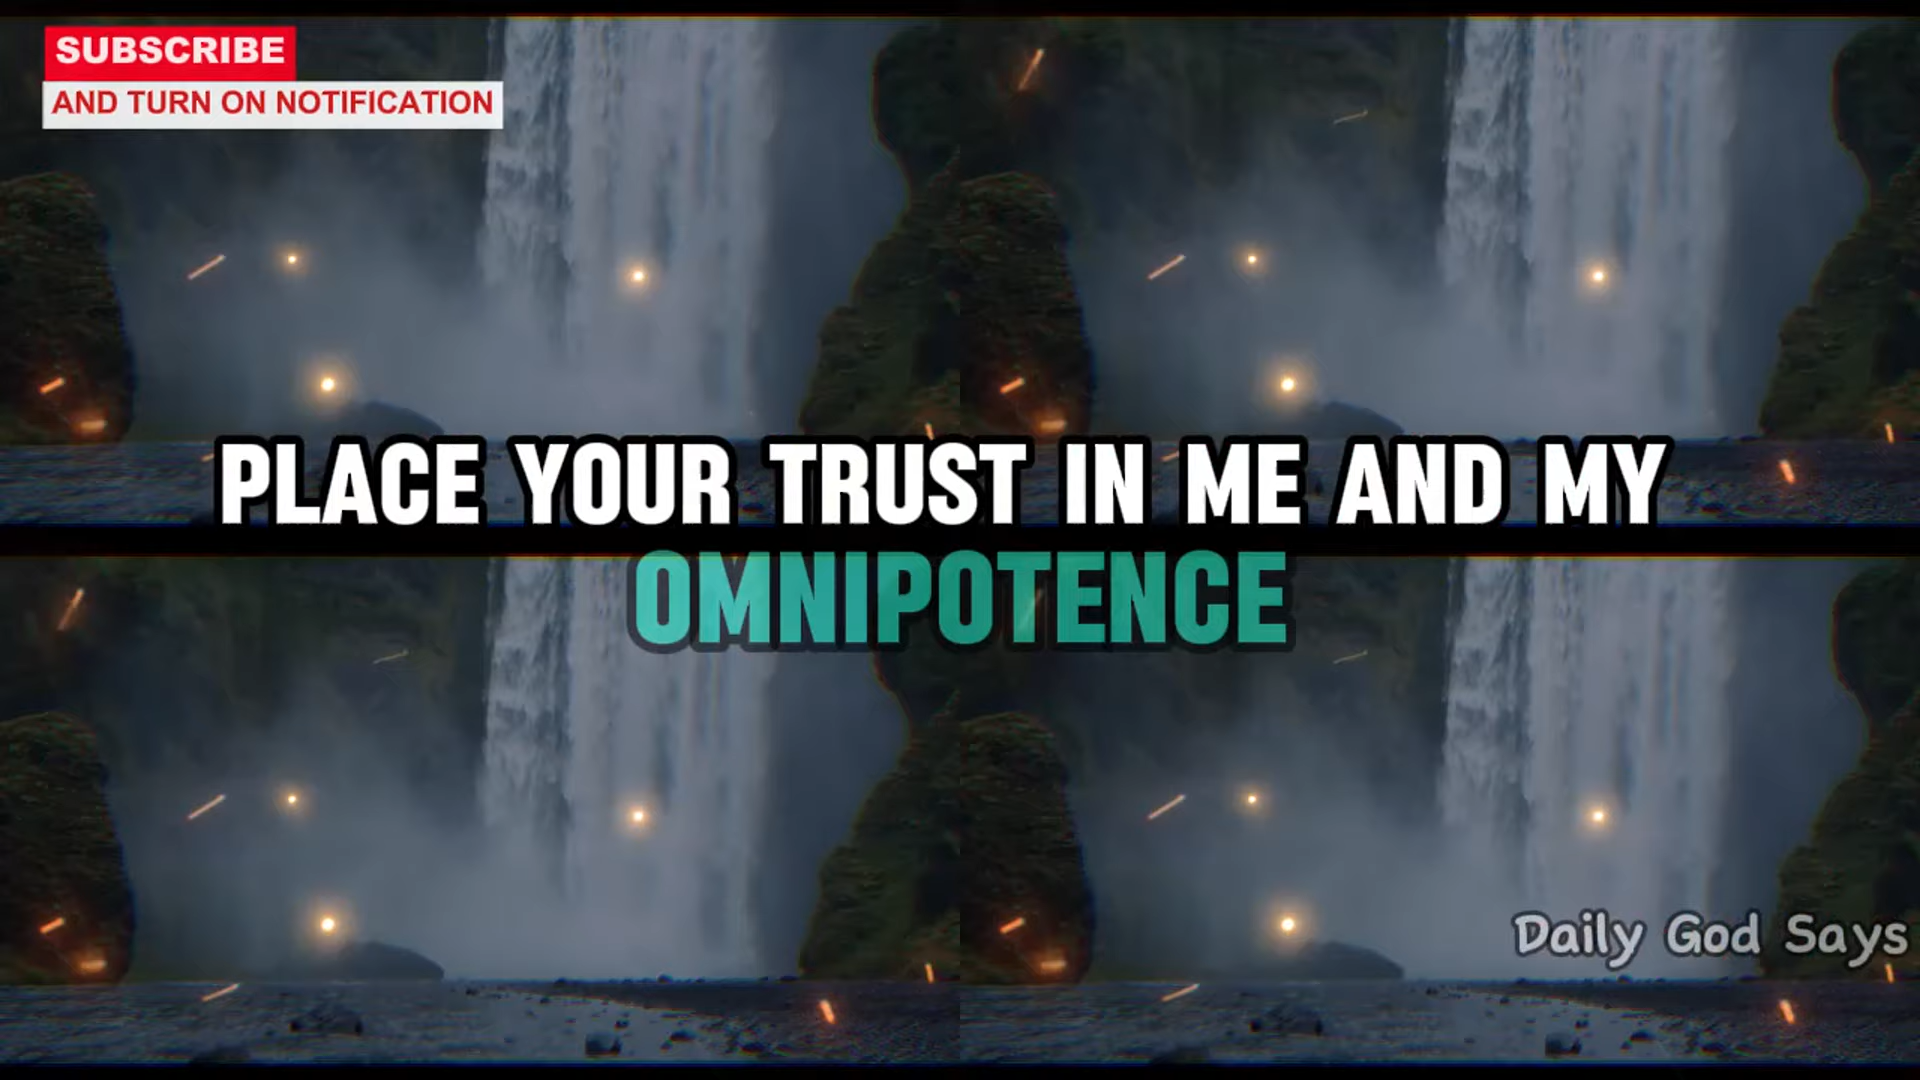 SUBSCRIBE
AND TURN ON NOTIFICATION
PLACE YOUR TRUST IN ME AND MY
OMNIPOTENCE
Daily God Says